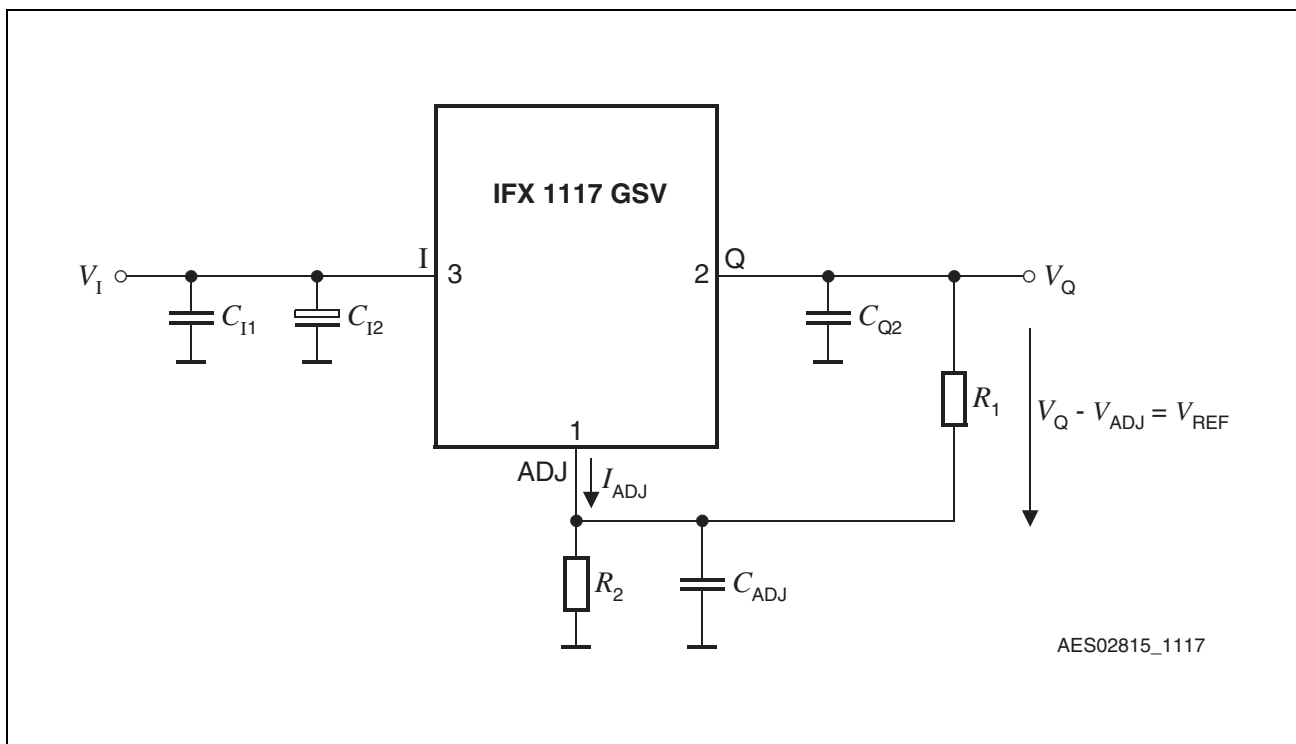 IFX 1117 GSV
V_I
I
3
2
Q
V_Q
C_I1
C_I2
C_Q2
R_1
V_Q - V_ADJ = V_REF
1
ADJ
I_ADJ
R_2
C_ADJ
AES02815_1117